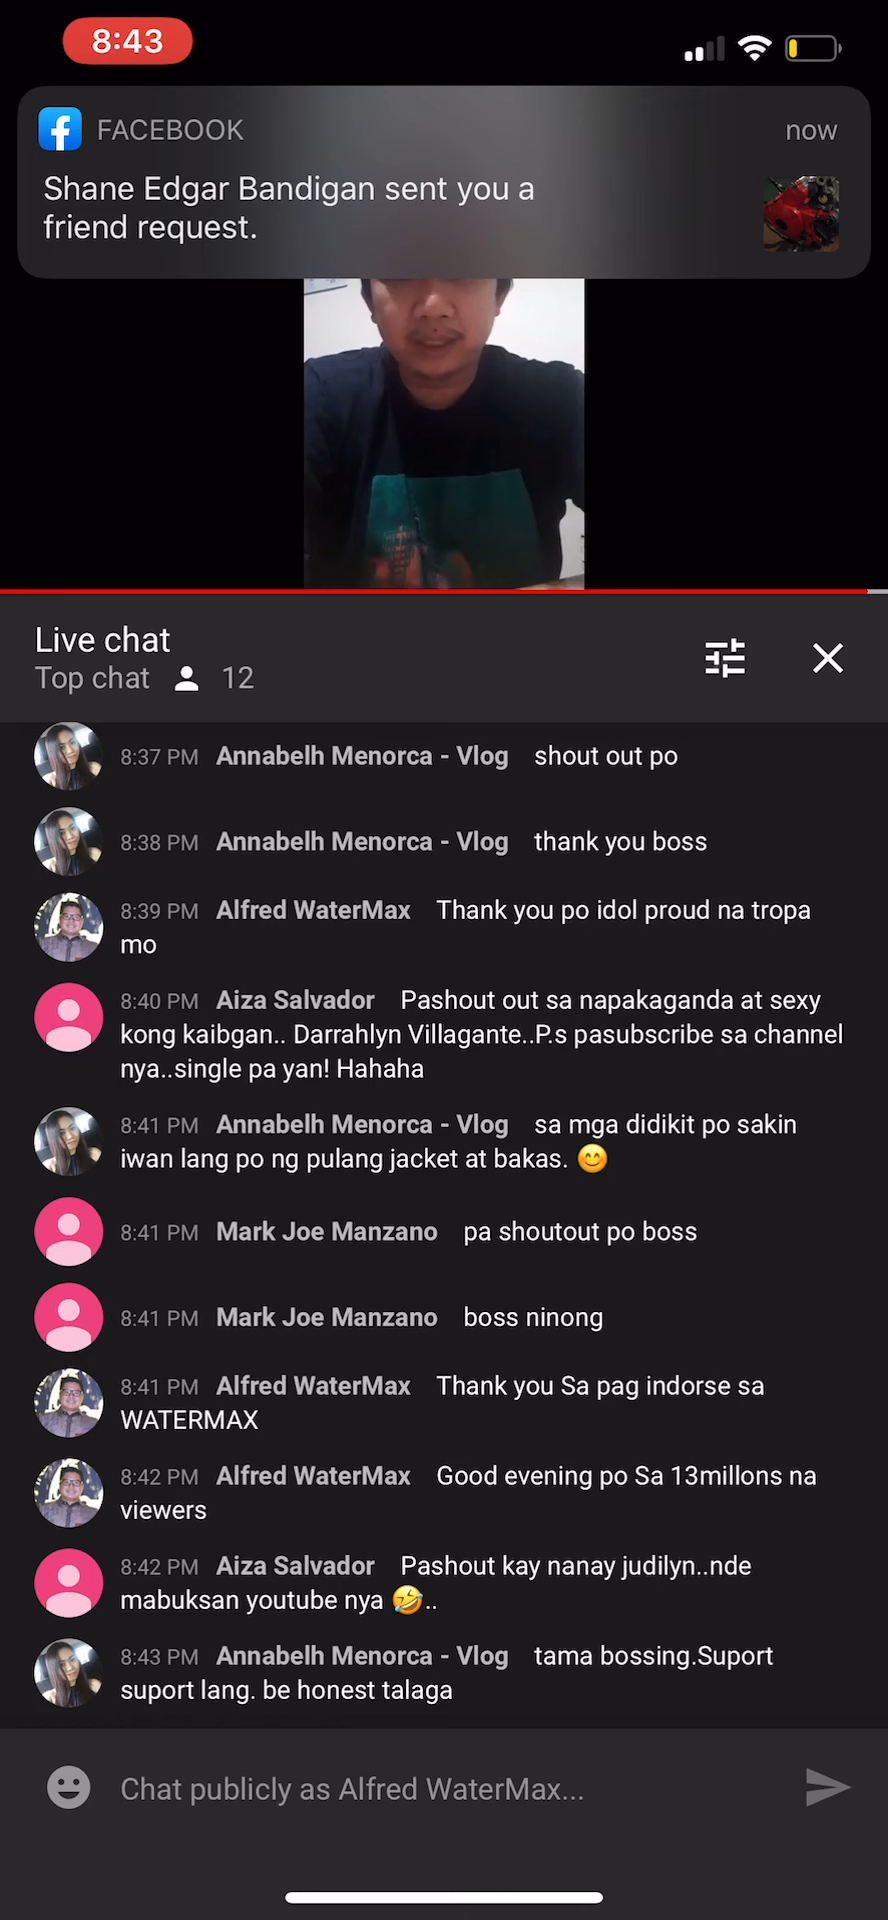 8:43
FACEBOOK
now
Shane Edgar Bandigan sent you a
friend request.
Live chat
Top chat 12
8:37 PM Annabelh Menorca - Vlog shout out po
8:38 PM Annabelh Menorca - Vlog thank you boss
8:39 PM Alfred WaterMax Thank you po idol proud na tropa
mo
8:40 PM Aiza Salvador Pashout out sa napakaganda at sexy
kong kaibgan.. Darrahlyn Villagante..P.s pasubscribe sa channel
nya..single pa yan! Hahaha
8:41 PM Annabelh Menorca - Vlog sa mga didikit po sakin
iwan lang po ng pulang jacket at bakas. 😊
8:41 PM Mark Joe Manzano pa shoutout po boss
8:41 PM Mark Joe Manzano boss ninong
8:41 PM Alfred WaterMax Thank you Sa pag indorse sa
WATERMAX
8:42 PM Alfred WaterMax Good evening po Sa 13millons na
viewers
8:42 PM Aiza Salvador Pashout kay nanay judilyn..nde
mabuksan youtube nya 🤣..
8:43 PM Annabelh Menorca - Vlog tama bossing.Suport
suport lang. be honest talaga
Chat publicly as Alfred WaterMax...